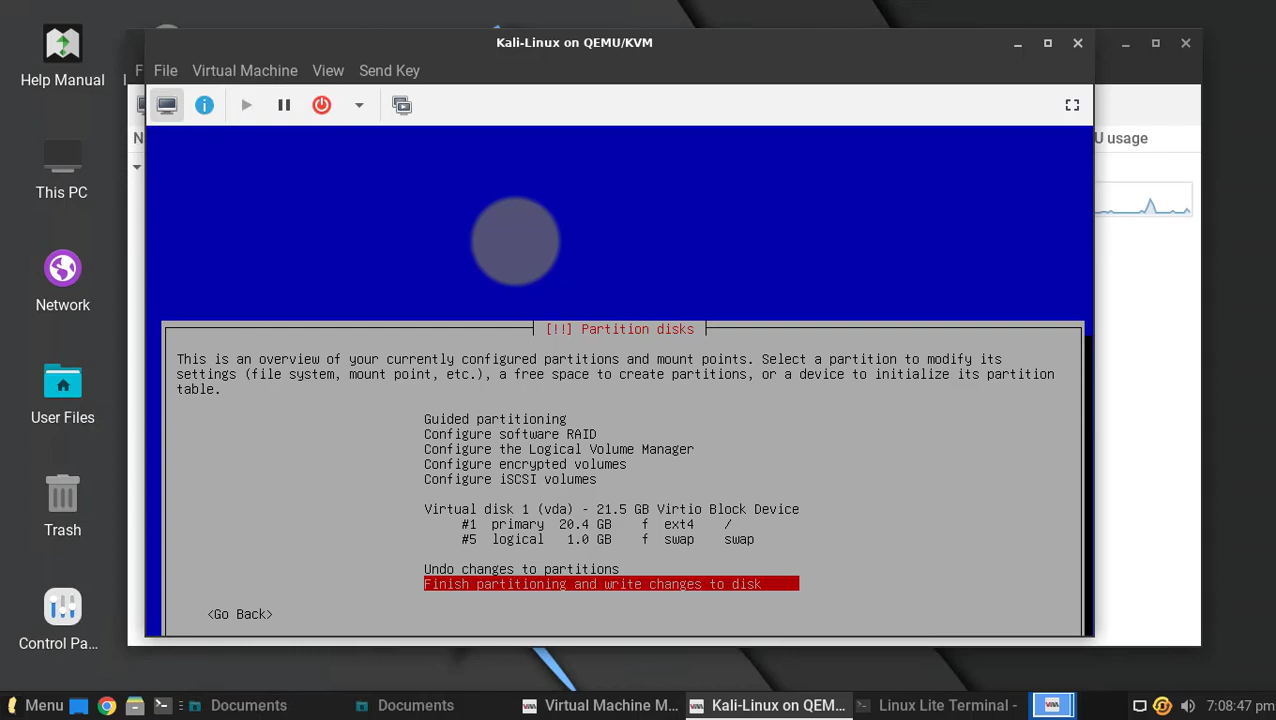 Kali-Linux on QEMU/KVM
File Virtual Machine View Send Key
U usage
Help Manual
This PC
Network
User Files
Trash
Control Pa...
[!!] Partition disks
This is an overview of your currently configured partitions and mount points. Select a partition to modify its
settings (file system, mount point, etc.), a free space to create partitions, or a device to initialize its partition
table.
Guided partitioning
Configure software RAID
Configure the Logical Volume Manager
Configure encrypted volumes
Configure iSCSI volumes
Virtual disk 1 (vda) - 21.5 GB Virtio Block Device
#1 primary 20.4 GB f ext4 /
#5 logical 1.0 GB f swap swap
Undo changes to partitions
Finish partitioning and write changes to disk
<Go Back>
Menu Documents Documents Virtual Machine M... Kali-Linux on QEM... Linux Lite Terminal - 7:08:47 pm